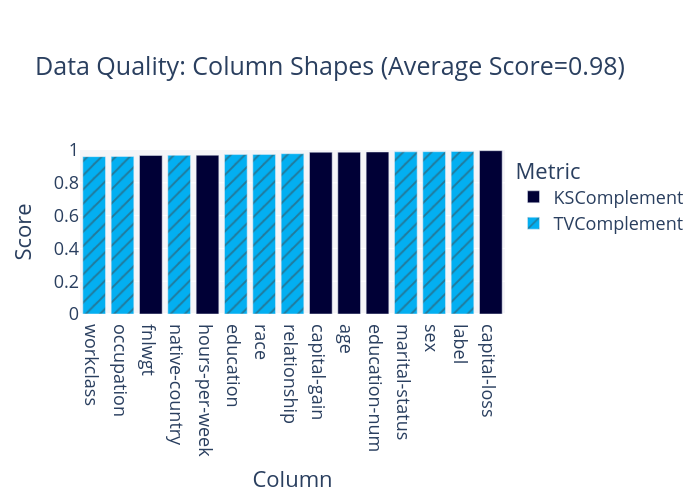 Data Quality: Column Shapes (Average Score=0.98)
Score
1
0.8
0.6
0.4
0.2
0
workclass
occupation
fnlwgt
native-country
hours-per-week
education
race
relationship
capital-gain
age
education-num
marital-status
sex
label
capital-loss
Column
Metric
KSComplement
TVComplement